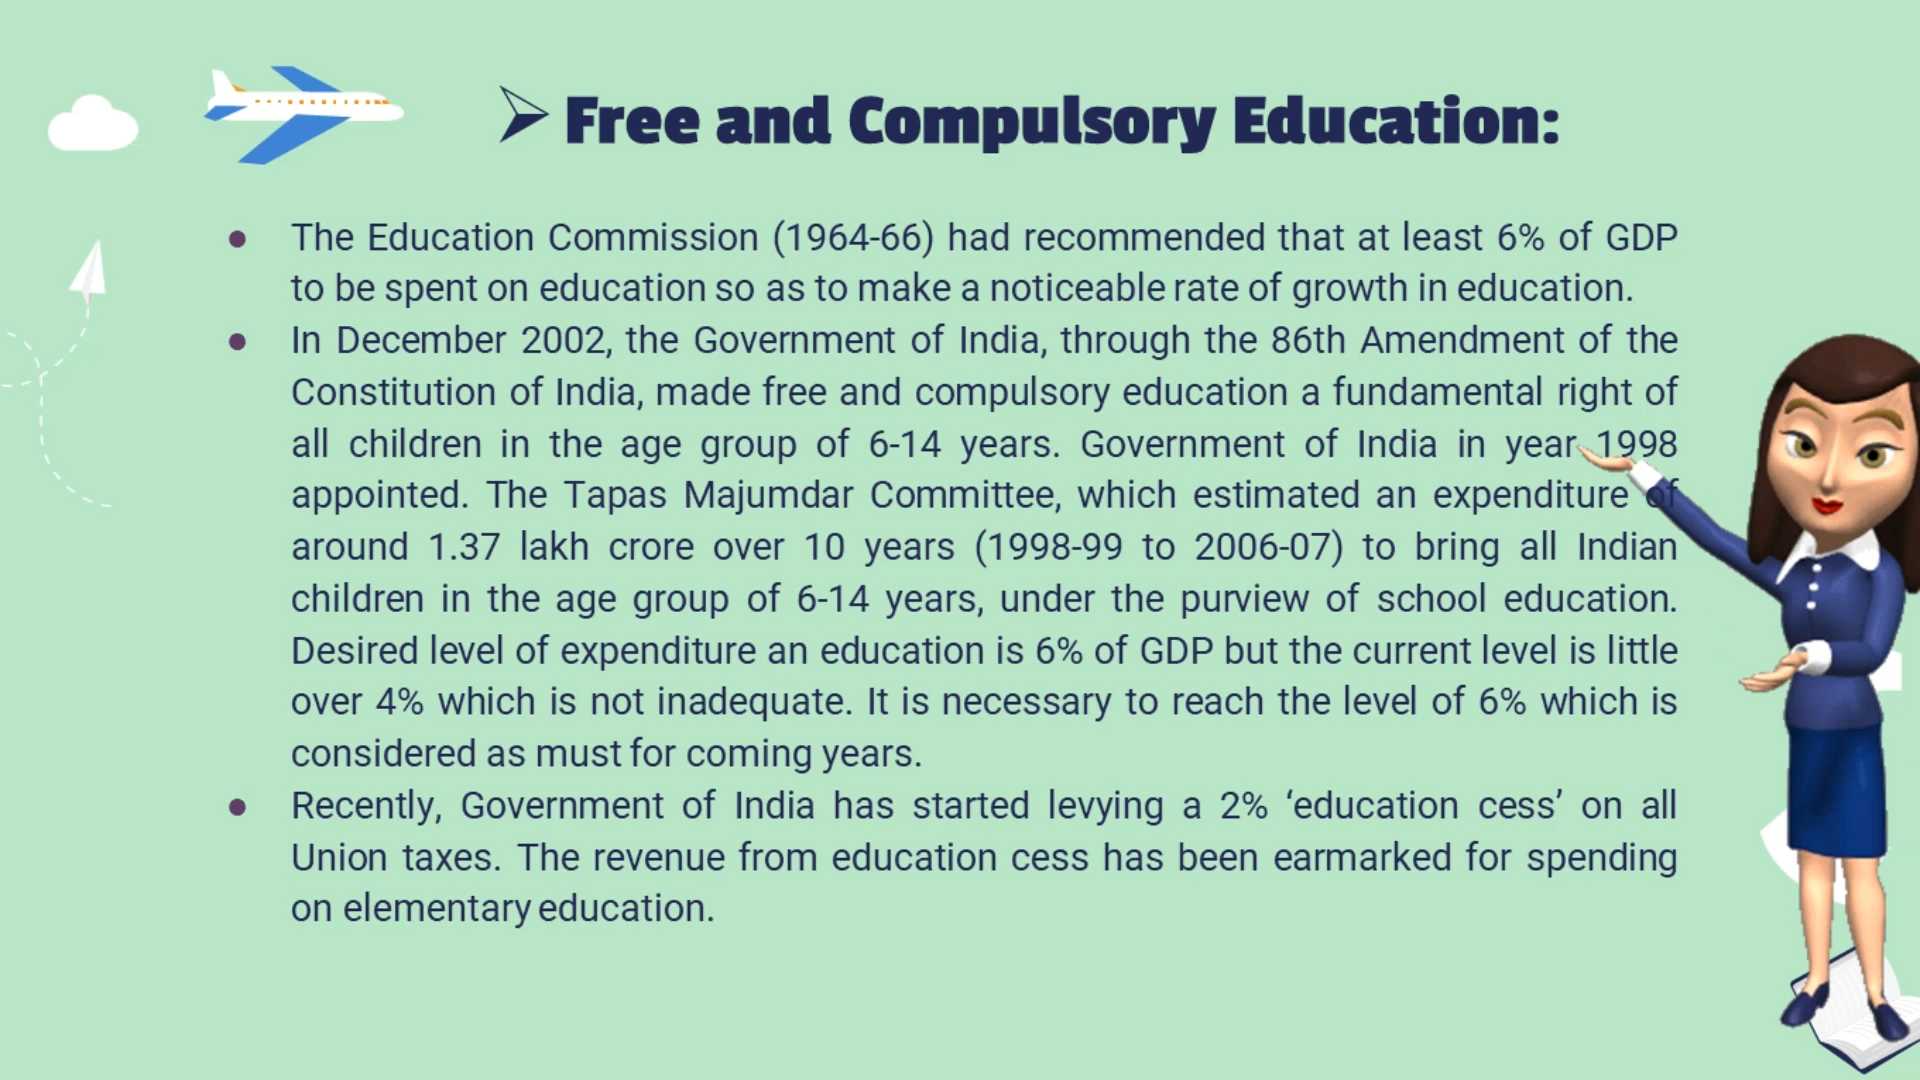 Free and Compulsory Education:
The Education Commission (1964-66) had recommended that at least 6% of GDP
to be spent on education so as to make a noticeable rate of growth in education.
In December 2002, the Government of India, through the 86th Amendment of the
Constitution of India, made free and compulsory education a fundamental right of
all children in the age group of 6-14 years. Government of India in year 1998
appointed. The Tapas Majumdar Committee, which estimated an expenditure of
around 1.37 lakh crore over 10 years (1998-99 to 2006-07) to bring all Indian
children in the age group of 6-14 years, under the purview of school education.
Desired level of expenditure an education is 6% of GDP but the current level is little
over 4% which is not inadequate. It is necessary to reach the level of 6% which is
considered as must for coming years.
Recently, Government of India has started levying a 2% ‘education cess’ on all
Union taxes. The revenue from education cess has been earmarked for spending
on elementary education.